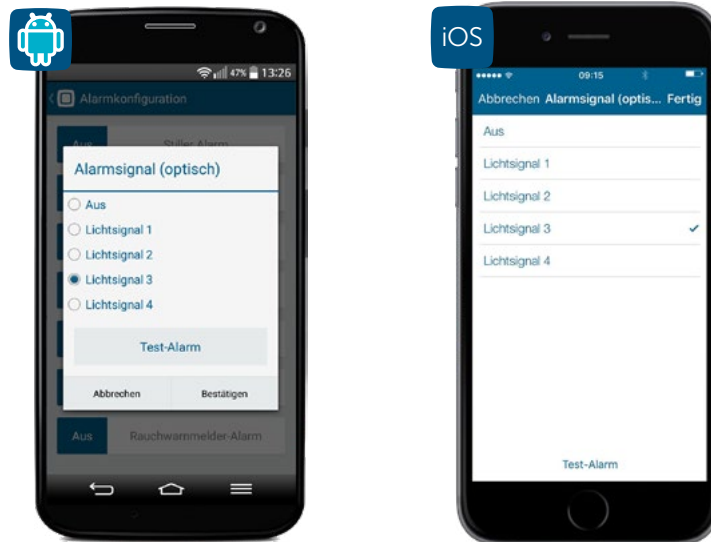 47% 13:26
Alarmkonfiguration
Aus Stiller Alarm
Alarmsignal (optisch)
Aus
Lichtsignal 1
Lichtsignal 2
Lichtsignal 3
Lichtsignal 4
Test-Alarm
Abbrechen Bestätigen
Aus Rauchwarnmelder-Alarm
iOS
09:15
Abbrechen Alarmsignal (optis... Fertig
Aus
Lichtsignal 1
Lichtsignal 2
Lichtsignal 3
Lichtsignal 4
Test-Alarm